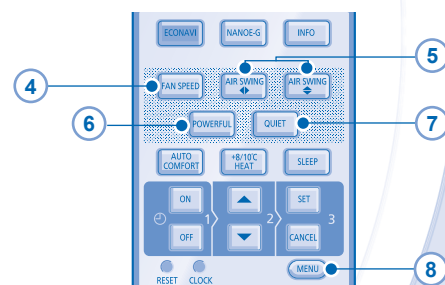 ECONAVI NANOE-G INFO
5
4 FAN SPEED AIR SWING AIR SWING
6 POWERFUL QUIET 7
AUTO COMFORT +8/10℃ HEAT SLEEP
ON SET
1 2 3
OFF CANCEL
MENU 8
RESET CLOCK